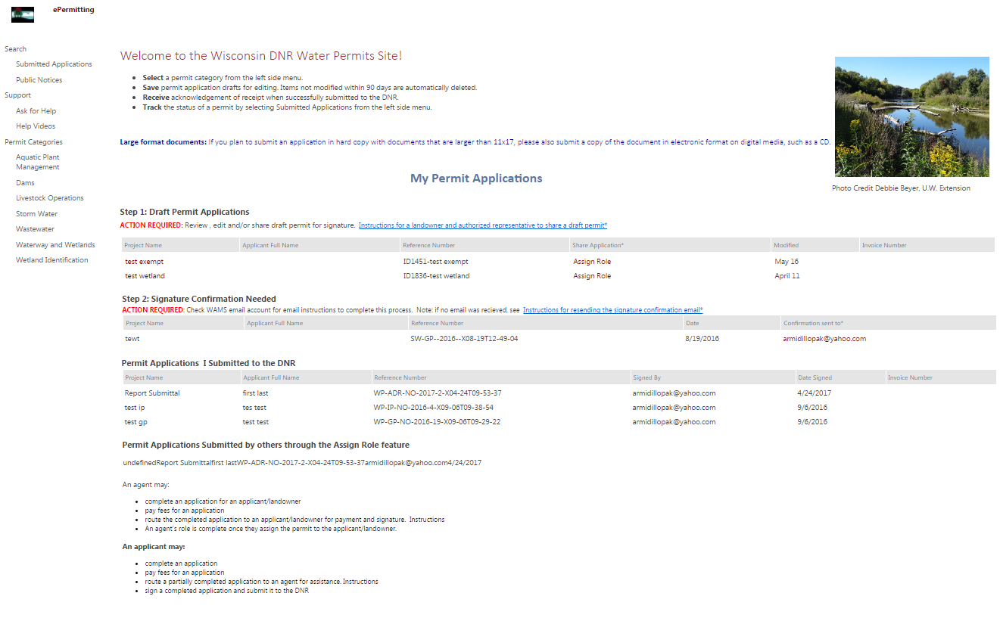 ePermitting
Search
Submitted Applications
Public Notices
Support
Ask for Help
Help Videos
Permit Categories
Aquatic Plant
Management
Dams
Livestock Operations
Storm Water
Wastewater
Waterway and Wetlands
Wetland Identification
Welcome to the Wisconsin DNR Water Permits Site!
• Select a permit category from the left side menu.
• Save permit application drafts for editing. Items not modified within 90 days are automatically deleted.
• Receive acknowledgement of receipt when successfully submitted to the DNR.
• Track the status of a permit by selecting Submitted Applications from the left side menu.
Large format documents: If you plan to submit an application in hard copy with documents that are larger than 11x17, please also submit a copy of the document in electronic format on digital media, such as a CD.
Photo Credit Debbie Beyer, U.W. Extension
My Permit Applications
Step 1: Draft Permit Applications
ACTION REQUIRED: Review , edit and/or share draft permit for signature. Instructions for a landowner and authorized representative to share a draft permit*
Project Name Applicant Full Name Reference Number Share Application* Modified Invoice Number
test exempt ID1451-test exempt Assign Role May 16
test wetland ID1836-test wetland Assign Role April 11
Step 2: Signature Confirmation Needed
ACTION REQUIRED: Check WAMS email account for email instructions to complete this process. Note: if no email was recieved, see Instructions for resending the signature confirmation email*
Project Name Applicant Full Name Reference Number Date Confirmation sent to*
tewt SW-GP--2016--X08-19T12-49-04 8/19/2016 armidillopak@yahoo.com
Permit Applications I Submitted to the DNR
Project Name Applicant Full Name Reference Number Signed By Date Signed Invoice Number
Report Submittal first last WP-ADR-NO-2017-2-X04-24T09-53-37 armidillopak@yahoo.com 4/24/2017
test ip tes test WP-IP-NO-2016-4-X09-06T09-38-54 armidillopak@yahoo.com 9/6/2016
test gp test test WP-GP-NO-2016-19-X09-06T09-29-22 armidillopak@yahoo.com 9/6/2016
Permit Applications Submitted by others through the Assign Role feature
undefinedReport Submittalfirst lastWP-ADR-NO-2017-2-X04-24T09-53-37armidillopak@yahoo.com4/24/2017
An agent may:
• complete an application for an applicant/landowner
• pay fees for an application
• route the completed application to an applicant/landowner for payment and signature. Instructions
• An agent's role is complete once they assign the permit to the applicant/landowner.
An applicant may:
• complete an application
• pay fees for an application
• route a partially completed application to an agent for assistance. Instructions
• sign a completed application and submit it to the DNR